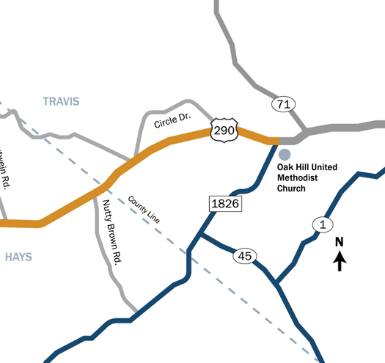 71
TRAVIS
Circle Dr.
290
Oak Hill United
Methodist
Church
Rd.
1826
County Line
Nutty Brown Rd.
1
N
45
HAYS